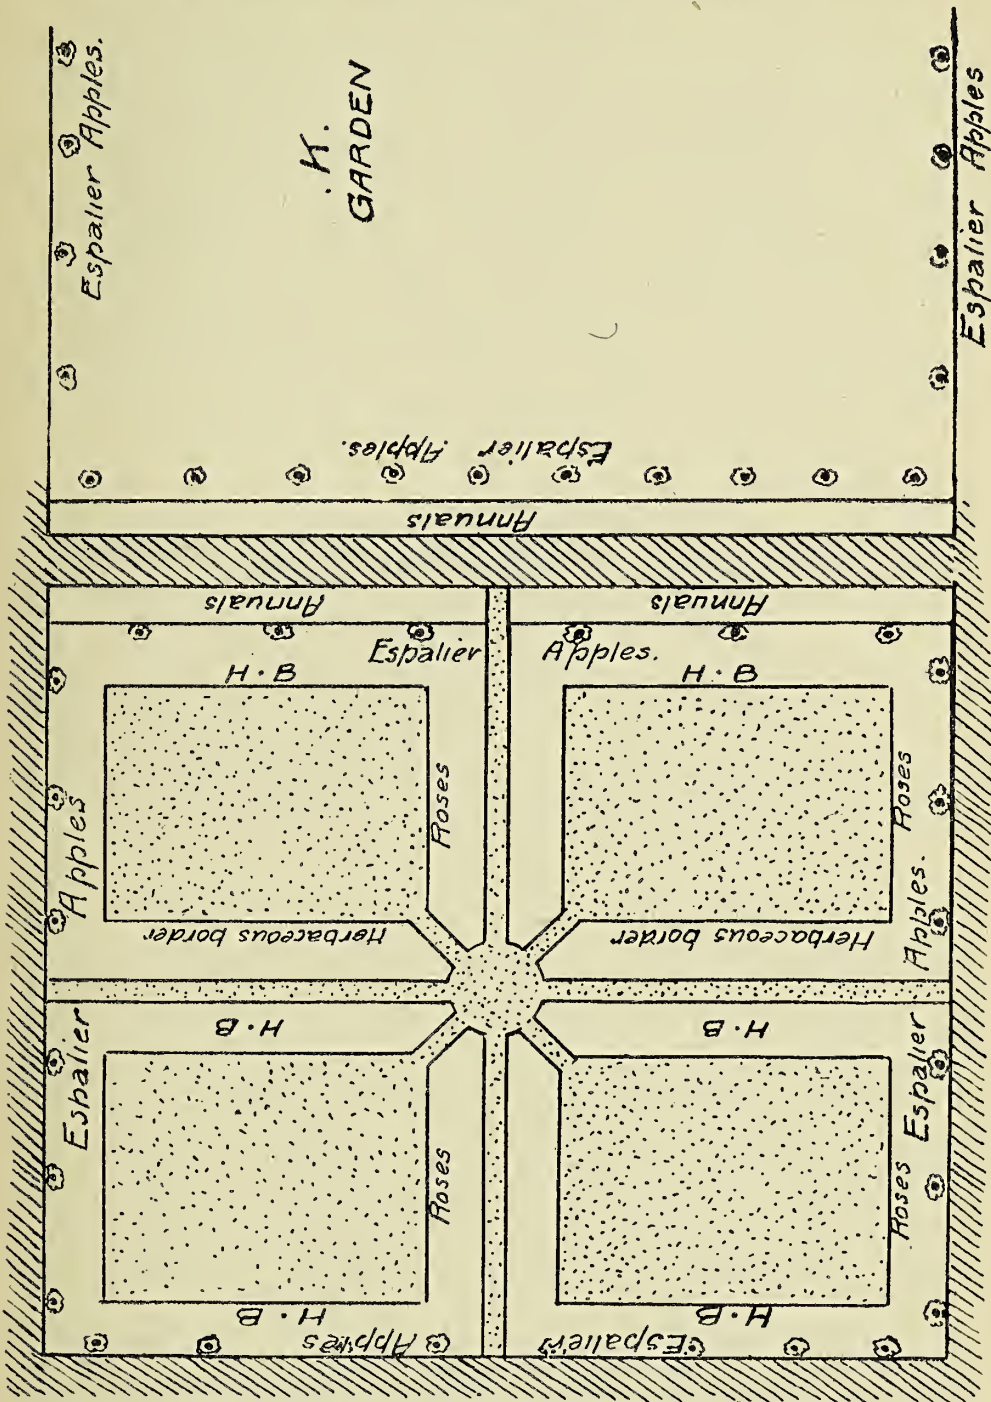 Espalier Apples.
.K.
GARDEN
Espalier Apples
Espalier Apples.
Annuals
Annuals
Annuals
Espalier Apples.
H.B
H.B
Roses
Roses
Apples
Apples.
Herbaceous border
Herbaceous border
H.B
H.B
Espalier
Espalier
Roses
Roses
H.B
H.B
Apples
Espalier